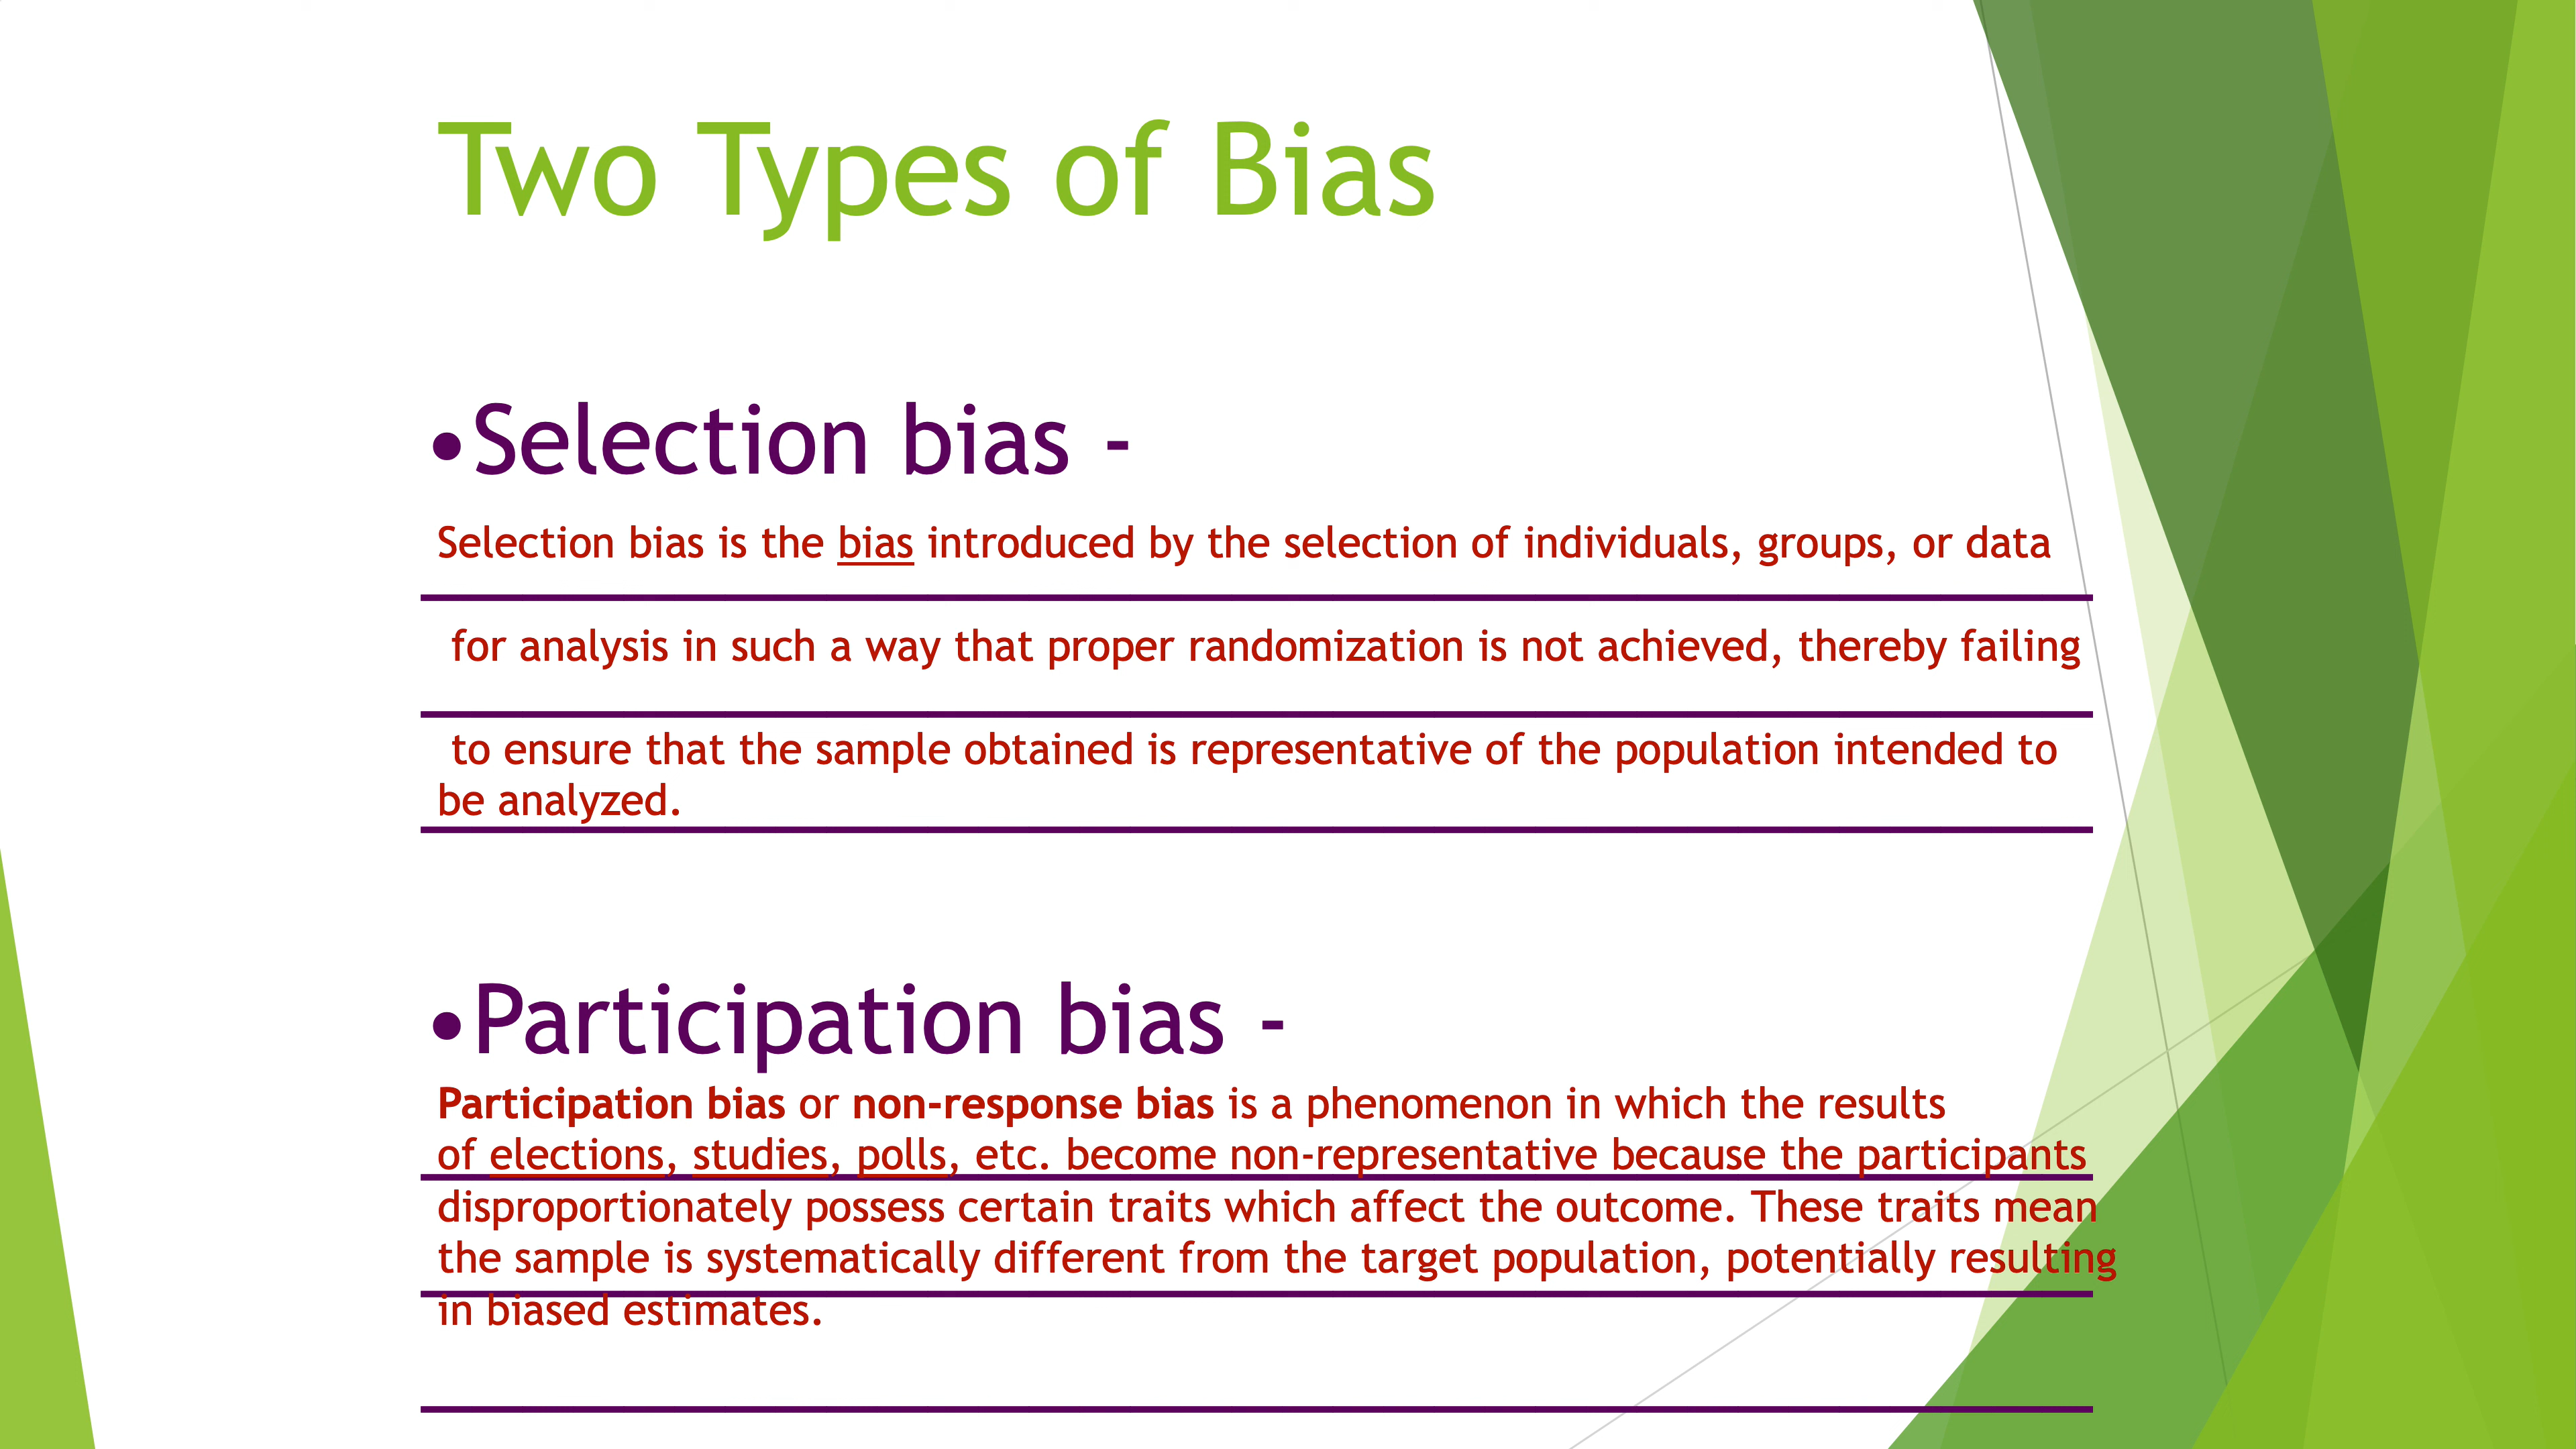 Two Types of Bias
•Selection bias -
Selection bias is the bias introduced by the selection of individuals, groups, or data
for analysis in such a way that proper randomization is not achieved, thereby failing
to ensure that the sample obtained is representative of the population intended to
be analyzed.
•Participation bias -
Participation bias or non-response bias is a phenomenon in which the results
of elections, studies, polls, etc. become non-representative because the participants
disproportionately possess certain traits which affect the outcome. These traits mean
the sample is systematically different from the target population, potentially resulting
in biased estimates.